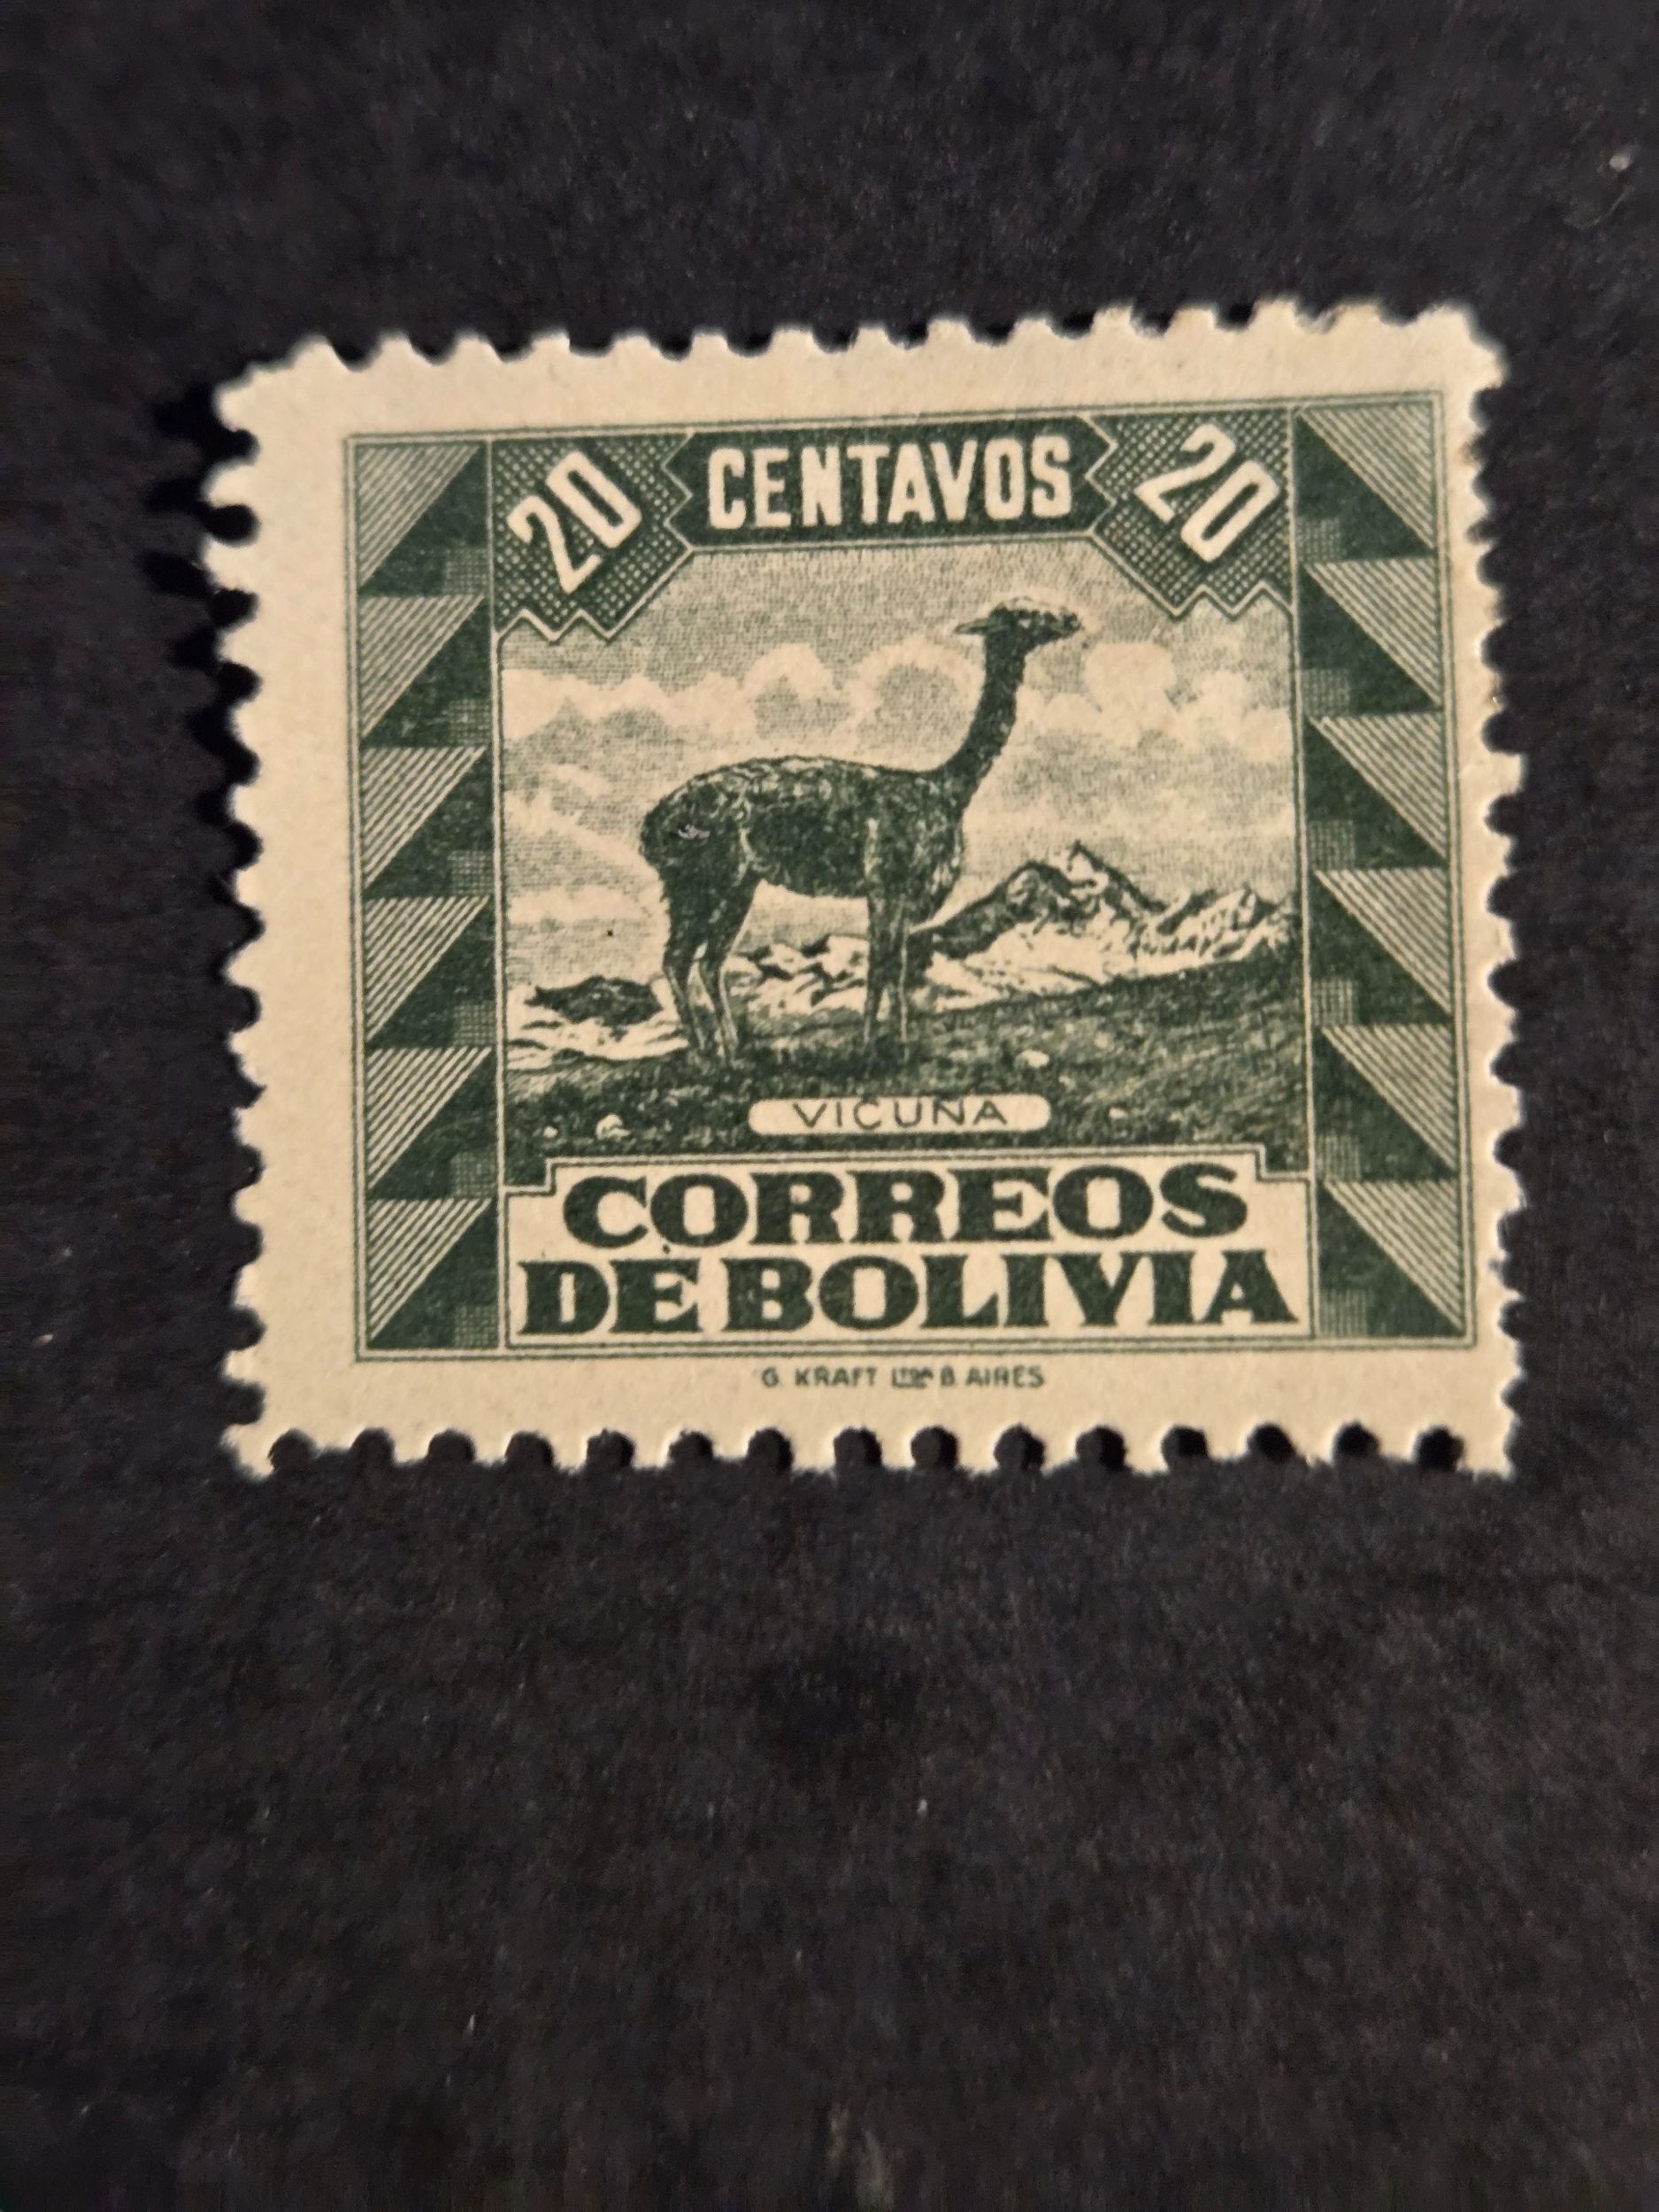 20 CENTAVOS 20
VICUÑA
CORREOS
DE BOLIVIA
G. KRAFT LTDA B. AIRES